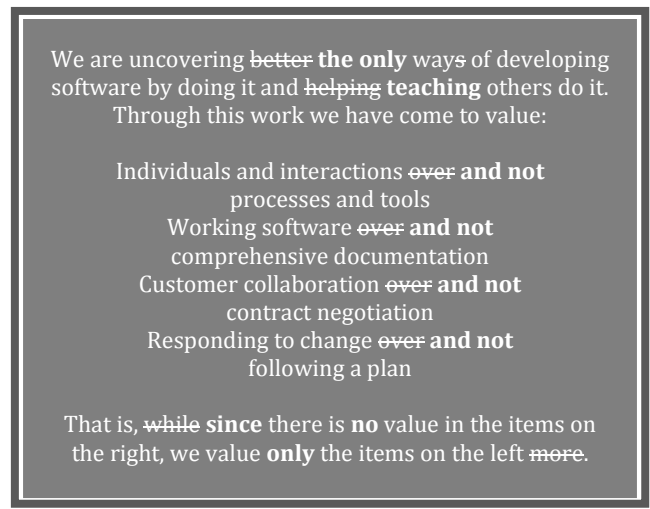 We are uncovering better the only ways of developing
software by doing it and helping teaching others do it.
Through this work we have come to value:
Individuals and interactions over and not
processes and tools
Working software over and not
comprehensive documentation
Customer collaboration over and not
contract negotiation
Responding to change over and not
following a plan
That is, while since there is no value in the items on
the right, we value only the items on the left more.